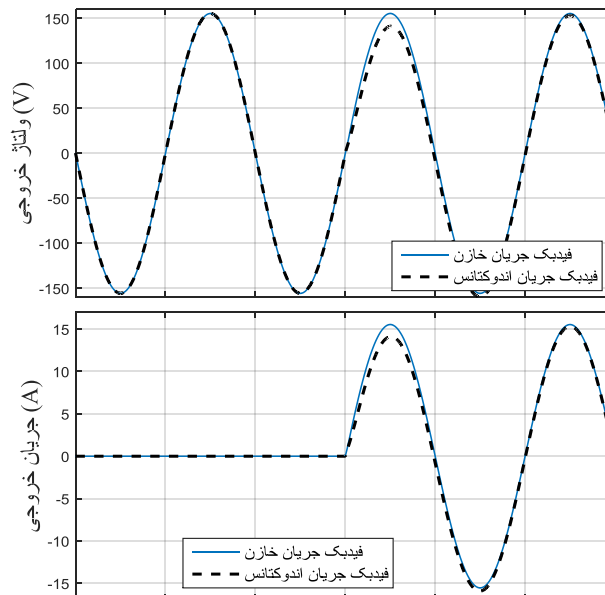 150
100
50
0
-50
-100
-150
ولتاژ خروجی (V)
فیدبک جریان خازن
فیدبک جریان اندوکتانس
15
10
5
0
-5
-10
-15
جریان خروجی (A)
فیدبک جریان خازن
فیدبک جریان اندوکتانس